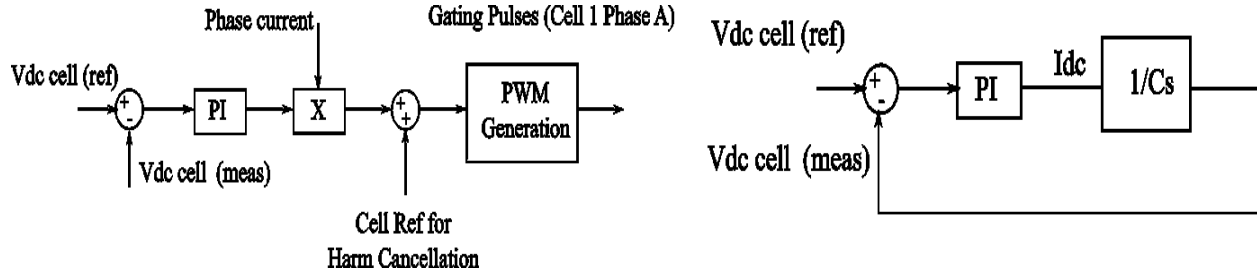 Phase current
Gating Pulses (Cell 1 Phase A)
Vdc cell (ref)
+
-
PI
X
+
+
PWM
Generation
Vdc cell (meas)
Cell Ref for
Harm Cancellation
Vdc cell (ref)
+
-
PI
Idc
1/Cs
Vdc cell (meas)